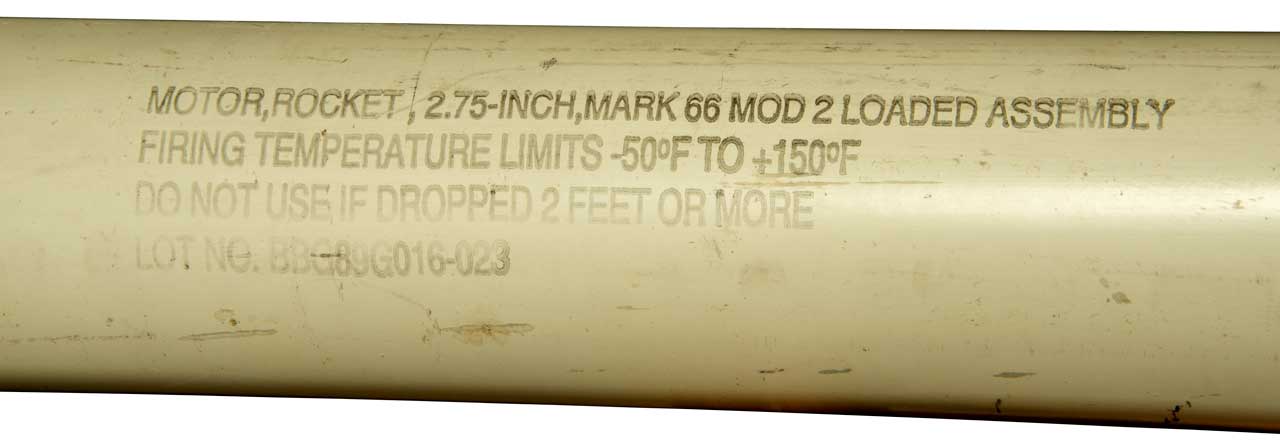 MOTOR,ROCKET, 2.75-INCH,MARK 66 MOD 2 LOADED ASSEMBLY
FIRING TEMPERATURE LIMITS -50ºF TO +150ºF
DO NOT USE IF DROPPED 2 FEET OR MORE
LOT NO. BBG89G016-023